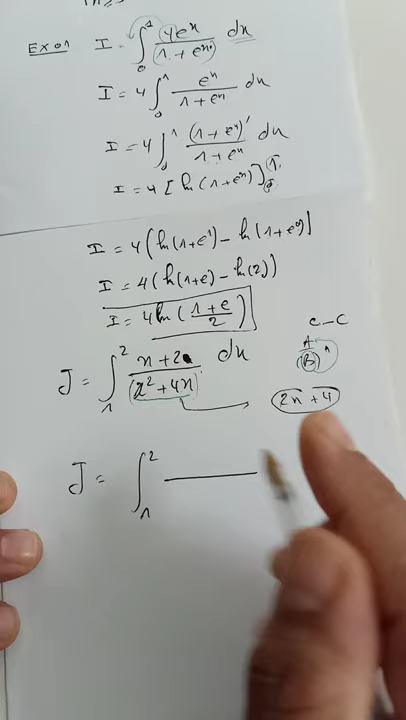 Ex 01 I = ∫₀¹ 4eˣ/(1+eˣ) dx
I = 4 ∫₀¹ eˣ/(1+eˣ) dx
I = 4 ∫₀¹ (1+eˣ)'/(1+eˣ) dx
I = 4 [ln(1+eˣ)]₀¹
I = 4(ln(1+e¹) - ln(1+e⁰)]
I = 4(ln(1+e) - ln(2))
I = 4 ln((1+e)/2)
C-C
J = ∫₁² (x+2)/(x²+4x) dx
A/(B)
2x+4
J = ∫₁²